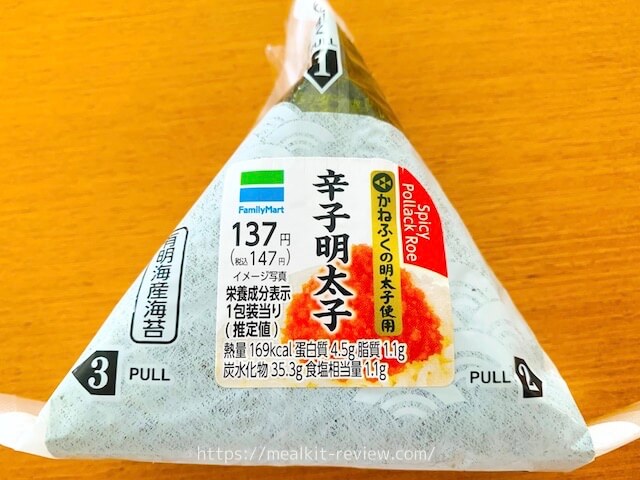 PULL
1
Spicy
Pollack Roe
かねふくの明太子使用
辛子明太子
FamilyMart
137円
(税込147円)
イメージ写真
栄養成分表示
1包装当り
(推定値)
熱量 169kcal 蛋白質 4.5g 脂質 1.1g
炭水化物 35.3g 食塩相当量 1.1g
有明海産海苔
3 PULL
PULL 2
https://mealkit-review.com/